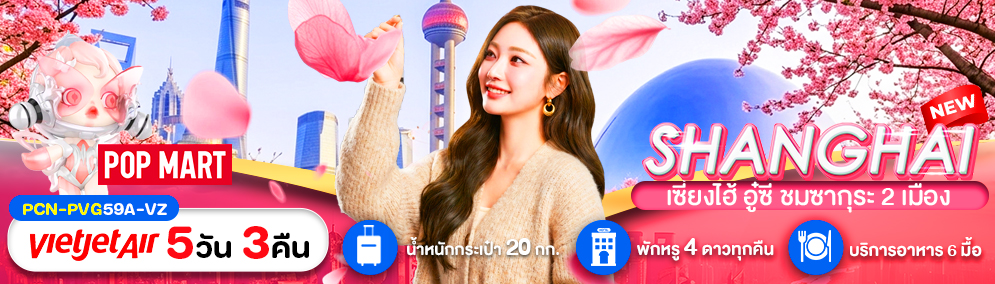 POP MART
PCN-PVG59A-VZ
vietjetAir 5 วัน 3 คืน
NEW
SHANGHAI
เซี่ยงไฮ้ อู๋ซี ชมซากุระ 2 เมือง
น้ำหนักกระเป๋า 20 กก.
HOTEL
พักหรู 4 ดาวทุกคืน
บริการอาหาร 6 มื้อ